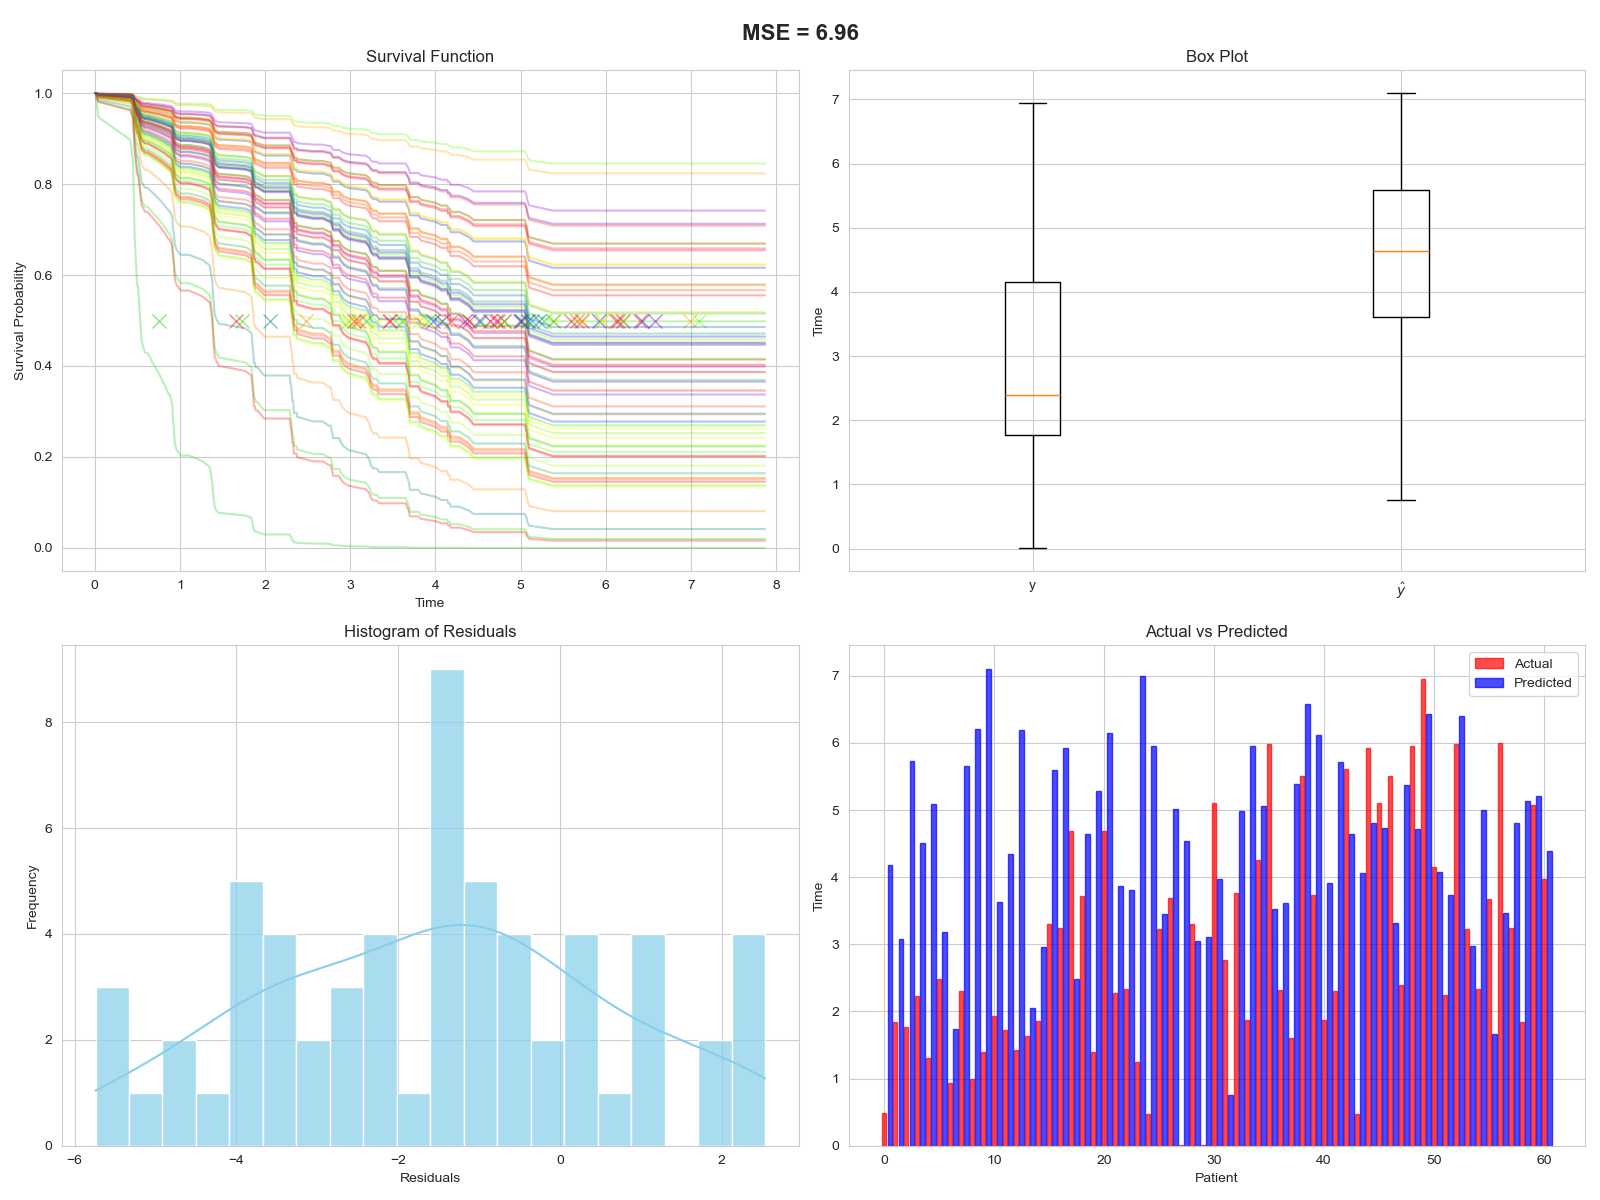 MSE = 6.96
Survival Function
Survival Probability
1.0
0.8
0.6
0.4
0.2
0.0
0 1 2 3 4 5 6 7 8
Time
Box Plot
Time
7
6
5
4
3
2
1
0
y ŷ
Histogram of Residuals
Frequency
8
6
4
2
0
−6 −4 −2 0 2
Residuals
Actual vs Predicted
Actual
Predicted
Time
7
6
5
4
3
2
1
0
0 10 20 30 40 50 60
Patient